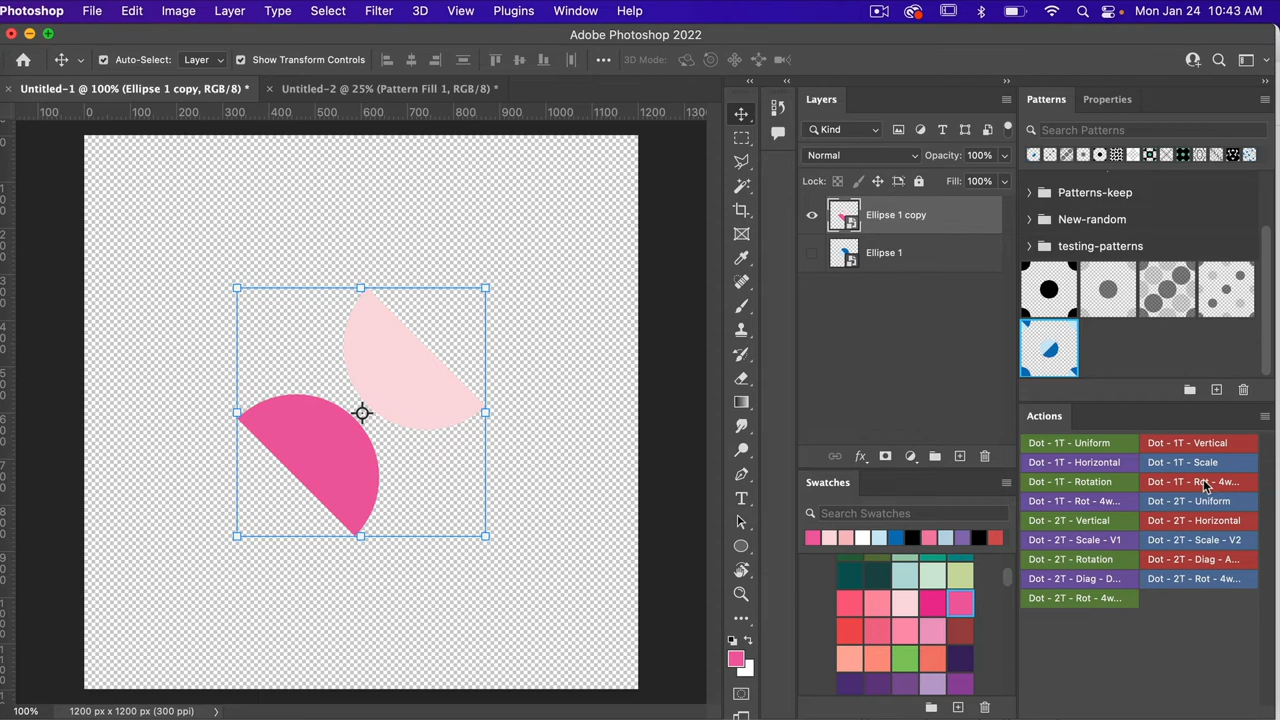 Photoshop File Edit Image Layer Type Select Filter 3D View Plugins Window Help Mon Jan 24 10:43 AM
Adobe Photoshop 2022
Auto-Select: Layer Show Transform Controls 3D Mode:
Untitled-1 @ 100% (Ellipse 1 copy, RGB/8) * Untitled-2 @ 25% (Pattern Fill 1, RGB/8) *
100 0 100 200 300 400 500 600 700 800 900 1000 1100 1200 130
Layers
Kind
Normal Opacity: 100%
Lock: Fill: 100%
Ellipse 1 copy
Ellipse 1
Swatches
Search Swatches
Patterns Properties
Search Patterns
Patterns-keep
New-random
testing-patterns
Actions
Dot - 1T - Uniform Dot - 1T - Vertical
Dot - 1T - Horizontal Dot - 1T - Scale
Dot - 1T - Rotation Dot - 1T - Rot - 4w...
Dot - 1T - Rot - 4w... Dot - 2T - Uniform
Dot - 2T - Vertical Dot - 2T - Horizontal
Dot - 2T - Scale - V1 Dot - 2T - Scale - V2
Dot - 2T - Rotation Dot - 2T - Diag - A...
Dot - 2T - Diag - D... Dot - 2T - Rot - 4w...
Dot - 2T - Rot - 4w...
100% 1200 px x 1200 px (300 ppi)